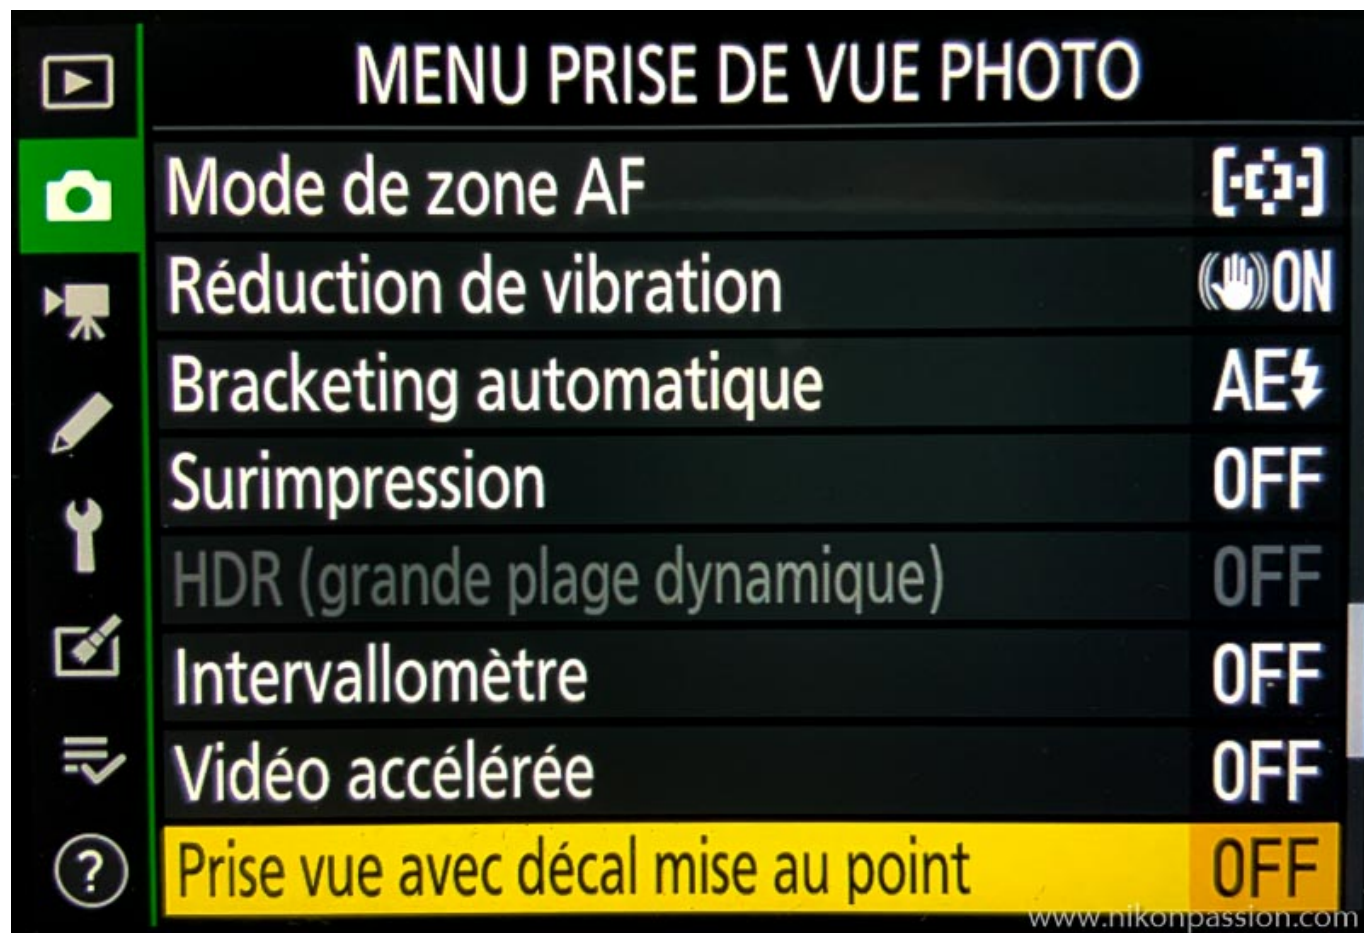 MENU PRISE DE VUE PHOTO
Mode de zone AF
Réduction de vibration ON
Bracketing automatique AE
Surimpression OFF
HDR (grande plage dynamique) OFF
Intervallomètre OFF
Vidéo accélérée OFF
Prise vue avec décal mise au point OFF
?
www.nikonpassion.com